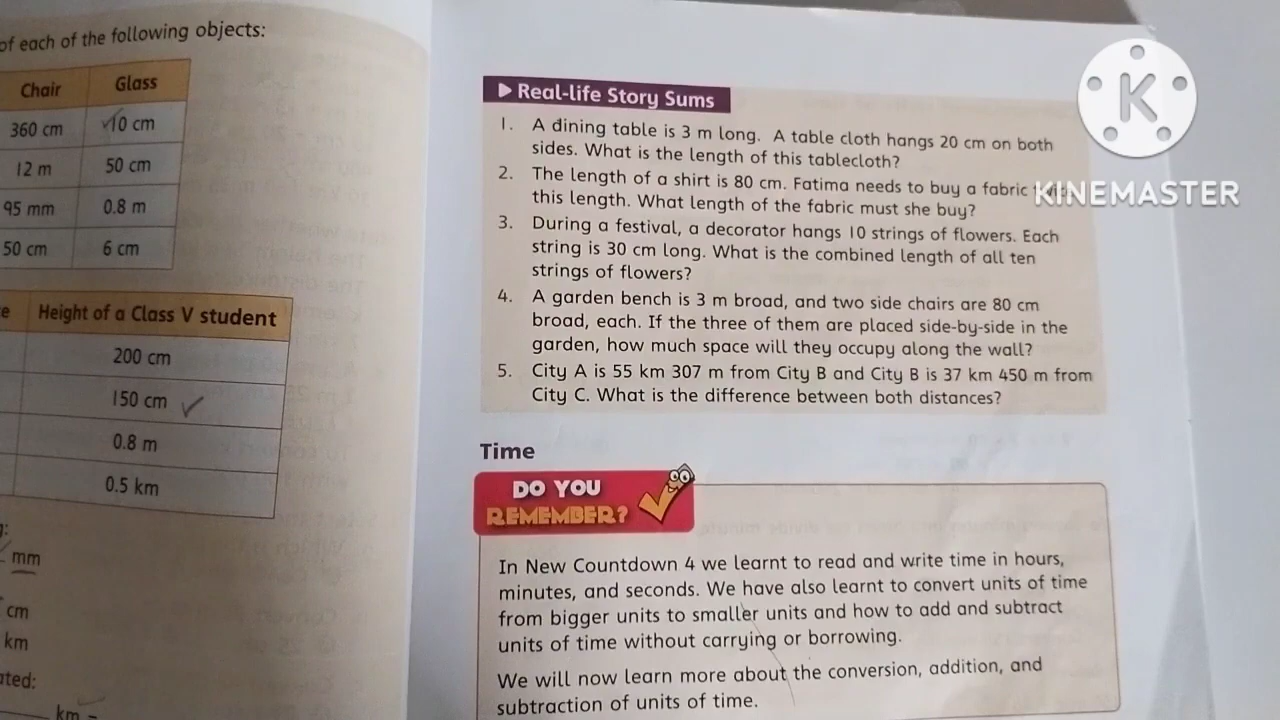 of each of the following objects:
Chair Glass
360 cm 10 cm
12 m 50 cm
95 mm 0.8 m
50 cm 6 cm
Height of a Class V student
200 cm
150 cm
0.8 m
0.5 km
mm
cm
km
km
Real-life Story Sums
1. A dining table is 3 m long. A table cloth hangs 20 cm on both
sides. What is the length of this tablecloth?
2. The length of a shirt is 80 cm. Fatima needs to buy a fabric
this length. What length of the fabric must she buy?
3. During a festival, a decorator hangs 10 strings of flowers. Each
string is 30 cm long. What is the combined length of all ten
strings of flowers?
4. A garden bench is 3 m broad, and two side chairs are 80 cm
broad, each. If the three of them are placed side-by-side in the
garden, how much space will they occupy along the wall?
5. City A is 55 km 307 m from City B and City B is 37 km 450 m from
City C. What is the difference between both distances?
Time
DO YOU
REMEMBER?
In New Countdown 4 we learnt to read and write time in hours,
minutes, and seconds. We have also learnt to convert units of time
from bigger units to smaller units and how to add and subtract
units of time without carrying or borrowing.
We will now learn more about the conversion, addition, and
subtraction of units of time.
K
KINEMASTER